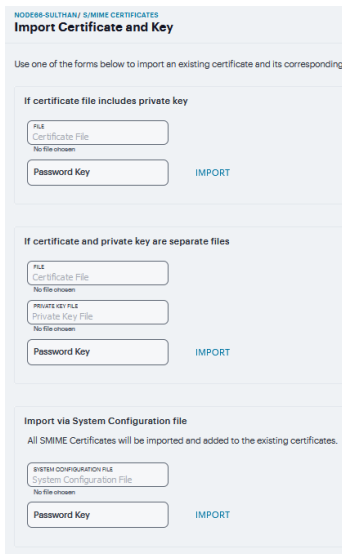 NODE66-SULTHAN/ S/MIME CERTIFICATES
Import Certificate and Key
Use one of the forms below to import an existing certificate and its corresponding
If certificate file includes private key
FILE
Certificate File
No file chosen
Password Key
IMPORT
If certificate and private key are separate files
FILE
Certificate File
No file chosen
PRIVATE KEY FILE
Private Key File
No file chosen
Password Key
IMPORT
Import via System Configuration file
All SMIME Certificates will be imported and added to the existing certificates.
SYSTEM CONFIGURATION FILE
System Configuration File
No file chosen
Password Key
IMPORT